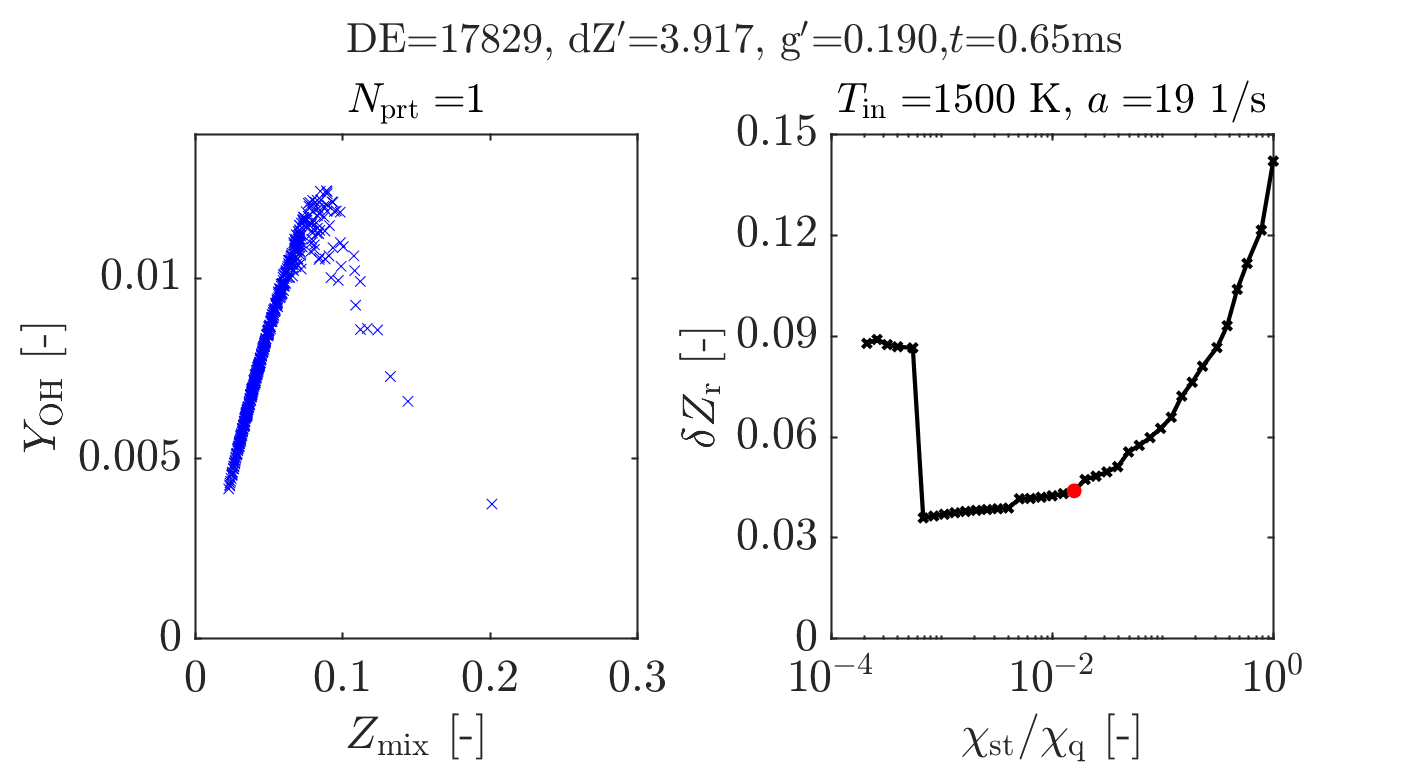 DE=17829, dZ′=3.917, g′=0.190,t=0.65ms
N_prt =1
0.01
0.005
0
0 0.1 0.2 0.3
Y_OH [-]
Z_mix [-]
T_in =1500 K, a =19 1/s
0.15
0.12
0.09
0.06
0.03
0
10⁻⁴ 10⁻² 10⁰
δZ_r [-]
χ_st/χ_q [-]